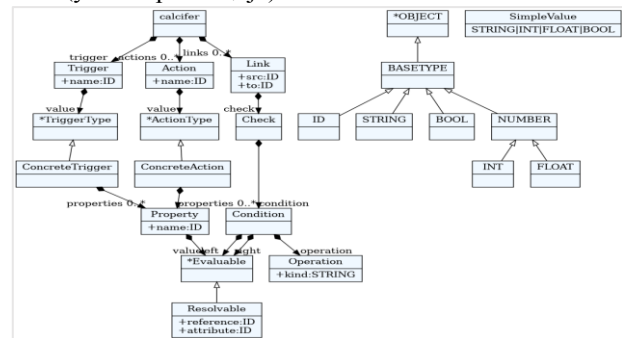 calcifer
*OBJECT
SimpleValue
STRING|INT|FLOAT|BOOL
trigger
actions 0..*
links 0..*
Trigger
+name:ID
Action
+name:ID
Link
+src:ID
+to:ID
BASETYPE
value
value
check
*TriggerType
*ActionType
Check
ID
STRING
BOOL
NUMBER
ConcreteTrigger
ConcreteAction
INT
FLOAT
properties 0..*
properties 0..*
condition
Property
+name:ID
Condition
value
left
right
operation
*Evaluable
Operation
+kind:STRING
Resolvable
+reference:ID
+attribute:ID